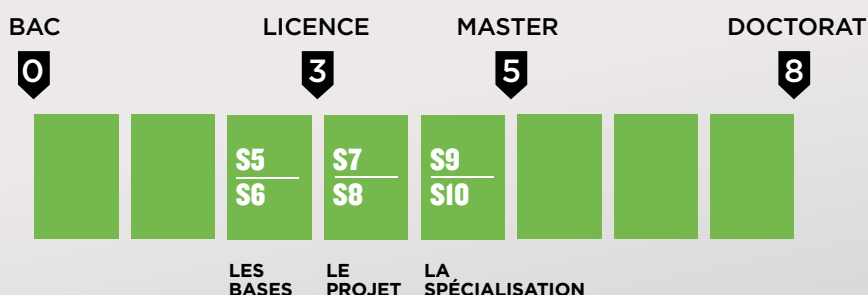 BAC LICENCE MASTER DOCTORAT
0 3 5 8
S5 S7 S9
S6 S8 S10
LES LE LA
BASES PROJET SPÉCIALISATION